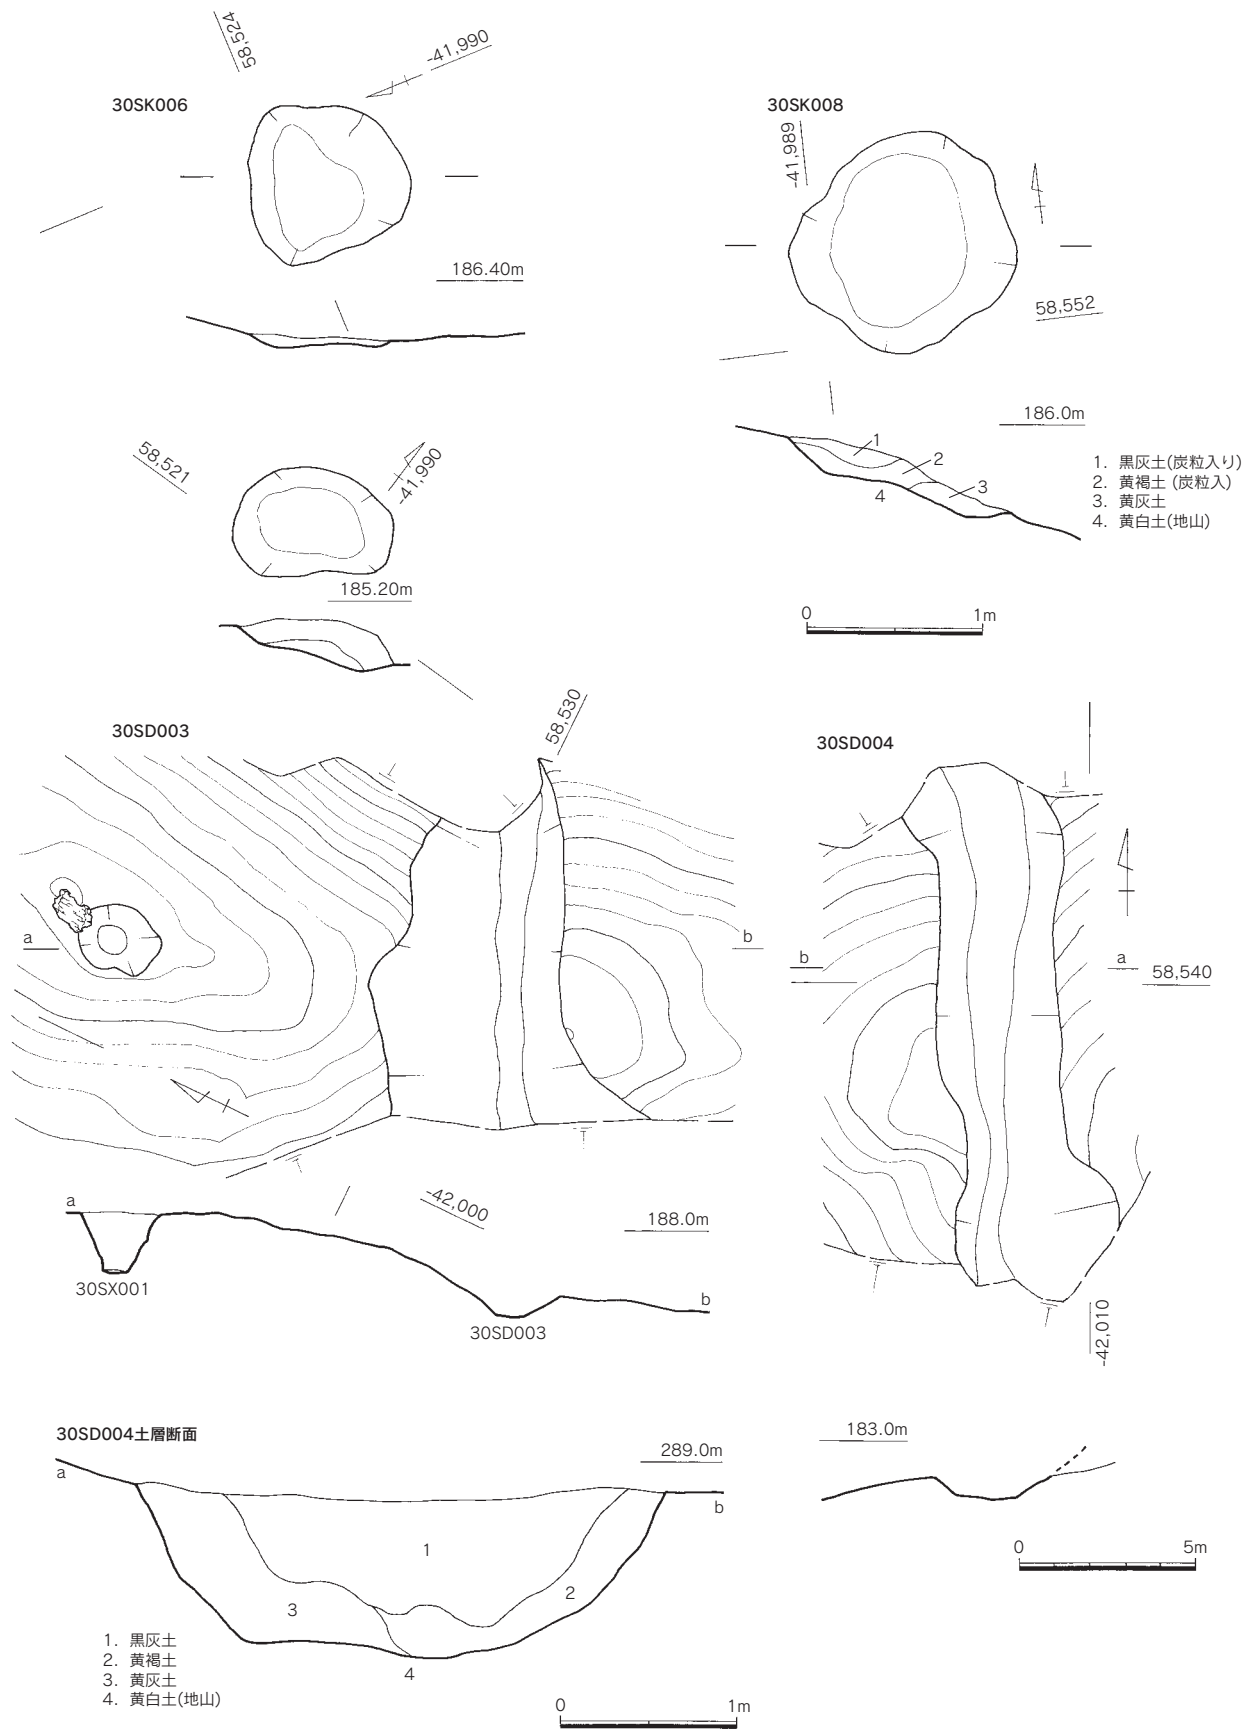 58,524
-41,990
30SK006
186.40m
30SK008
-41,989
58,552
186.0m
1
2
3
4
1. 黒灰土(炭粒入り)
2. 黄褐土 (炭粒入)
3. 黄灰土
4. 黄白土(地山)
0 1m
58,521
-41,990
185.20m
30SD003
58,530
a
b
-42,000
a
188.0m
30SX001
b
30SD003
30SD004
b
a
58,540
-42,010
30SD004土層断面
289.0m
a
b
1
2
3
4
1. 黒灰土
2. 黄褐土
3. 黄灰土
4. 黄白土(地山)
0 1m
183.0m
0 5m